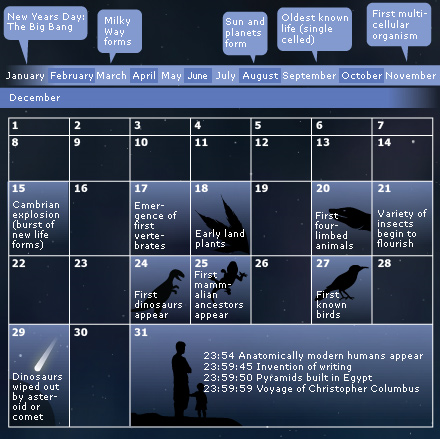 New Years Day:
The Big Bang
Milky
Way
forms
Sun and
planets
form
Oldest known
life (single
celled)
First multi-
cellular
organism
January February March April May June July August September October November
December
1 2 3 4 5 6 7
8 9 10 11 12 13 14
15 16 17 18 19 20 21
Cambrian
explosion
(burst of
new life
forms)
Emer-
gence of
first
verte-
brates
Early land
plants
First
four-
limbed
animals
Variety of
insects
begin to
flourish
22 23 24 25 26 27 28
First
dinosaurs
appear
First
mamm-
alian
ancestors
appear
First
known
birds
29 30 31
Dinosaurs
wiped out
by aster-
oid or
comet
23:54 Anatomically modern humans appear
23:59:45 Invention of writing
23:59:50 Pyramids built in Egypt
23:59:59 Voyage of Christopher Columbus